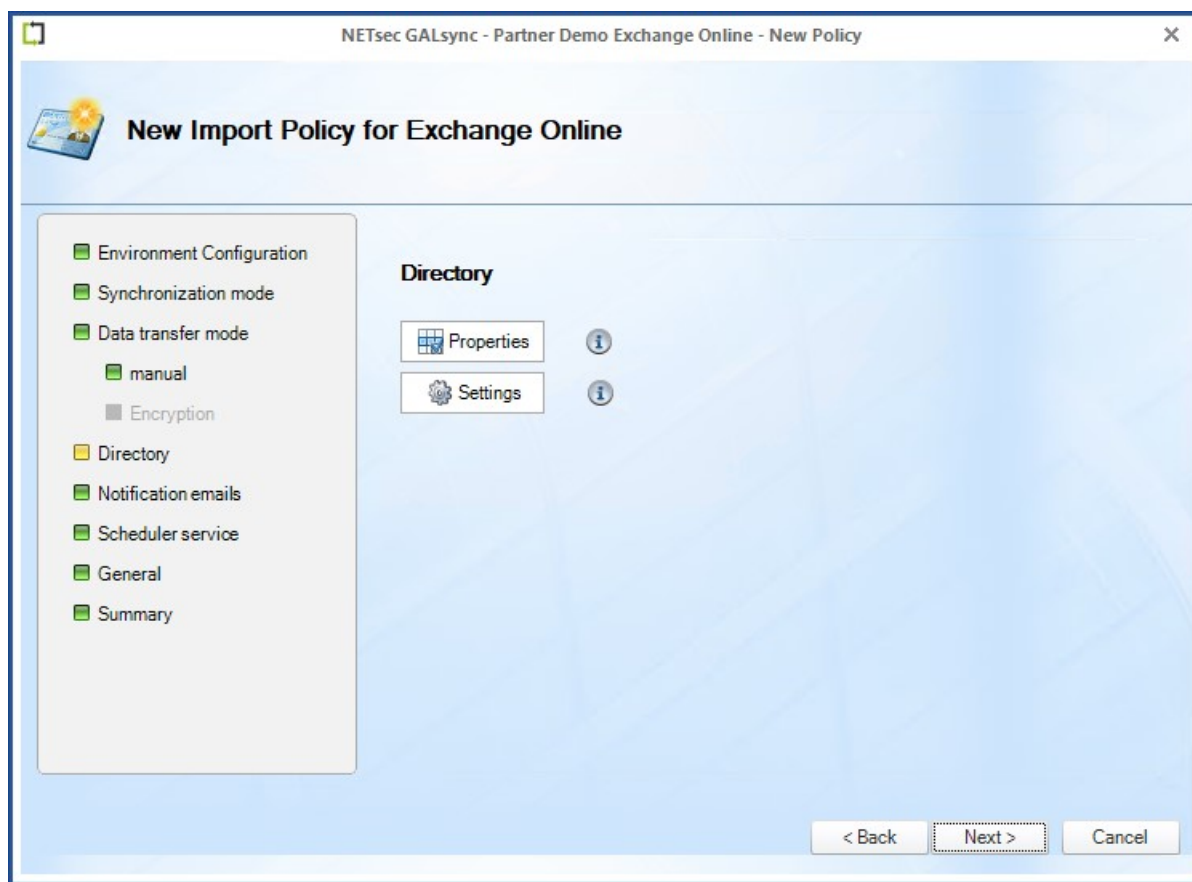 NETsec GALsync - Partner Demo Exchange Online - New Policy
New Import Policy for Exchange Online
Environment Configuration
Synchronization mode
Data transfer mode
manual
Encryption
Directory
Notification emails
Scheduler service
General
Summary
Directory
Properties
Settings
< Back
Next >
Cancel